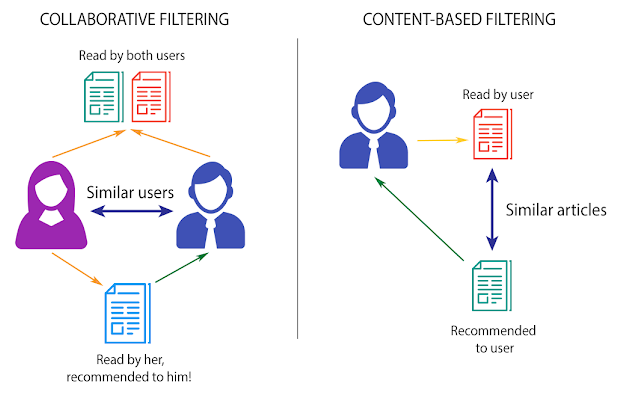 COLLABORATIVE FILTERING
Read by both users
Similar users
Read by her,
recommended to him!
CONTENT-BASED FILTERING
Read by user
Similar articles
Recommended
to user